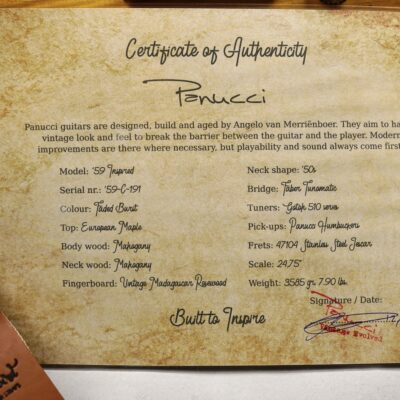 Certificate of Authenticity
Panucci
Panucci guitars are designed, build and aged by Angelo van Merriënboer. They aim to ha
vintage look and feel to break the barrier between the guitar and the player. Modern
improvements are there where necessary, but playability and sound always come first
Model: '59 Inspired
Neck shape: '50s
Serial nr.: '59-C-191
Bridge: Faber Tunomatic
Colour: Faded Burst
Tuners: Gotoh 510 series
Top: European Maple
Pick-ups: Panucci Humbuckers
Body wood: Mahogany
Frets: 47104 Stainless Steel Jescar
Neck wood: Mahogany
Scale: 24,75"
Fingerboard: Vintage Madagascar Rosewood
Weight: 3585 gr. 7.90 lbs.
Signature / Date:
Built to Inspire
Panucci
Vintage Evolved